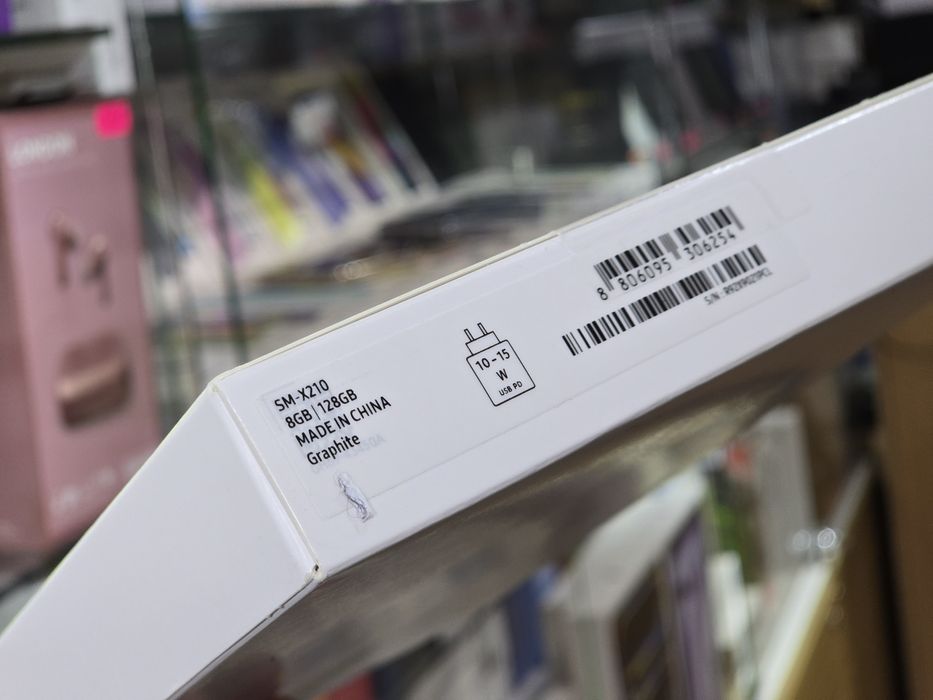 SM-X210
8GB | 128GB
MADE IN CHINA
Graphite
10-15
W
USB PD
8 806095 306254